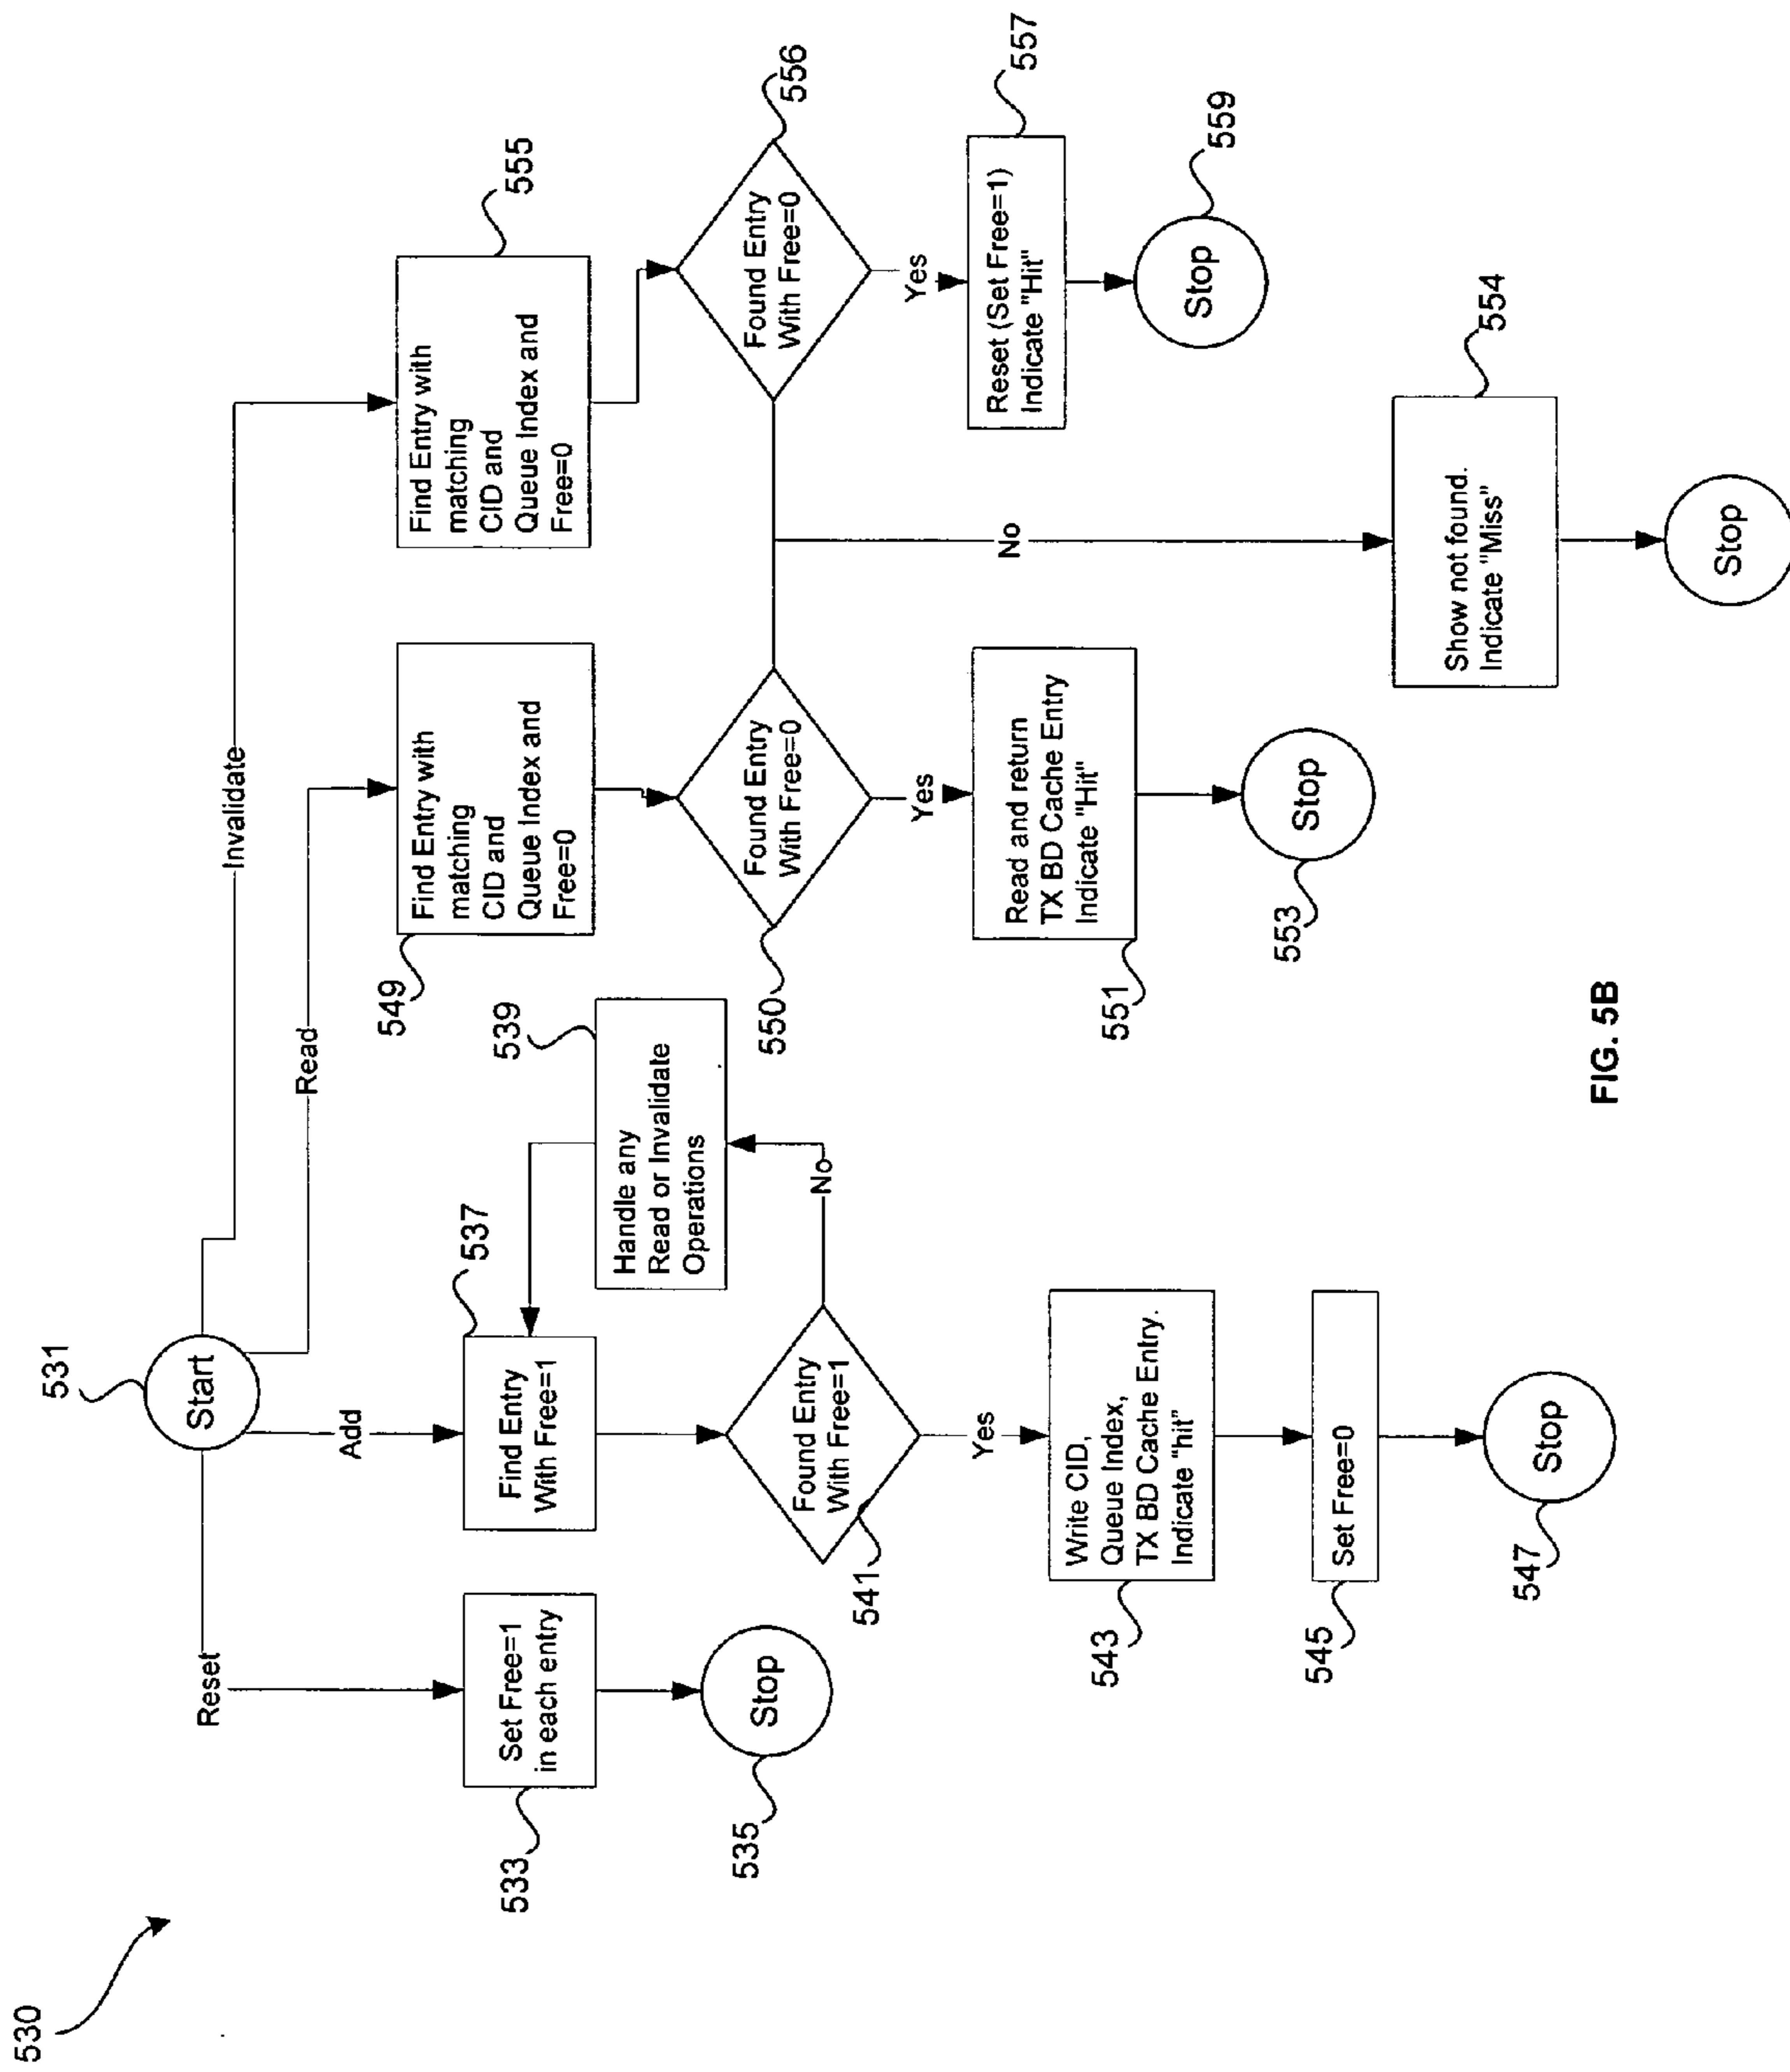 530
531
Start
Reset
Add
Read
Invalidate
533
Set Free=1
in each entry
535
Stop
537
Find Entry
With Free=1
539
Handle any
Read or Invalidate
Operations
541
Found Entry
With Free=1
No
Yes
543
Write CID,
Queue Index,
TX BD Cache Entry.
Indicate "hit"
545
Set Free=0
547
Stop
549
Find Entry with
matching
CID and
Queue Index and
Free=0
550
Found Entry
With Free=0
Yes
551
Read and return
TX BD Cache Entry
Indicate "Hit"
553
Stop
555
Find Entry with
matching
CID and
Queue Index and
Free=0
556
Found Entry
With Free=0
Yes
557
Reset (Set Free=1)
Indicate "Hit"
559
Stop
No
554
Show not found.
Indicate "Miss"
Stop
FIG. 5B